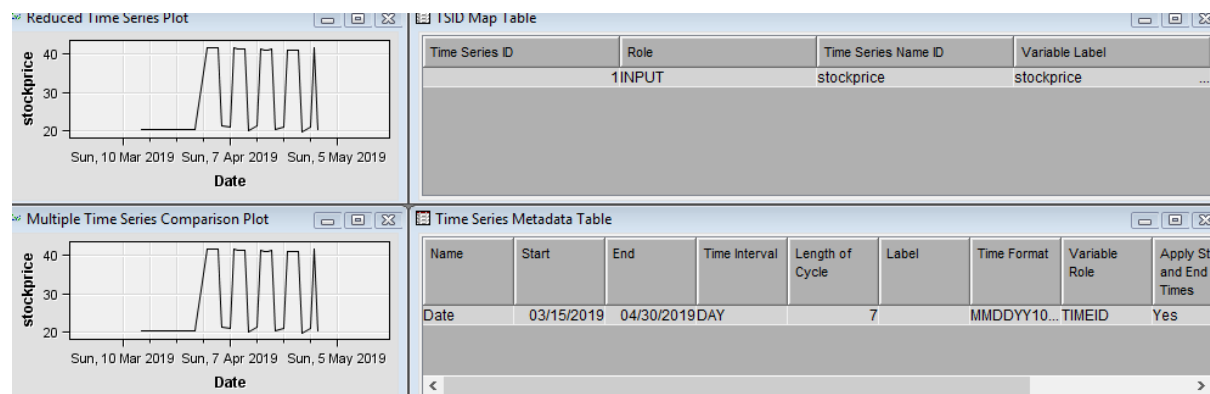 Reduced Time Series Plot
stockprice
40
30
20
Sun, 10 Mar 2019 Sun, 7 Apr 2019 Sun, 5 May 2019
Date
TSID Map Table
Time Series ID Role Time Series Name ID Variable Label
1 INPUT stockprice stockprice ...
Multiple Time Series Comparison Plot
stockprice
40
30
20
Sun, 10 Mar 2019 Sun, 7 Apr 2019 Sun, 5 May 2019
Date
Time Series Metadata Table
Name Start End Time Interval Length of Label Time Format Variable Apply St
Cycle Role and End
Times
Date 03/15/2019 04/30/2019 DAY 7 MMDDYY10... TIMEID Yes